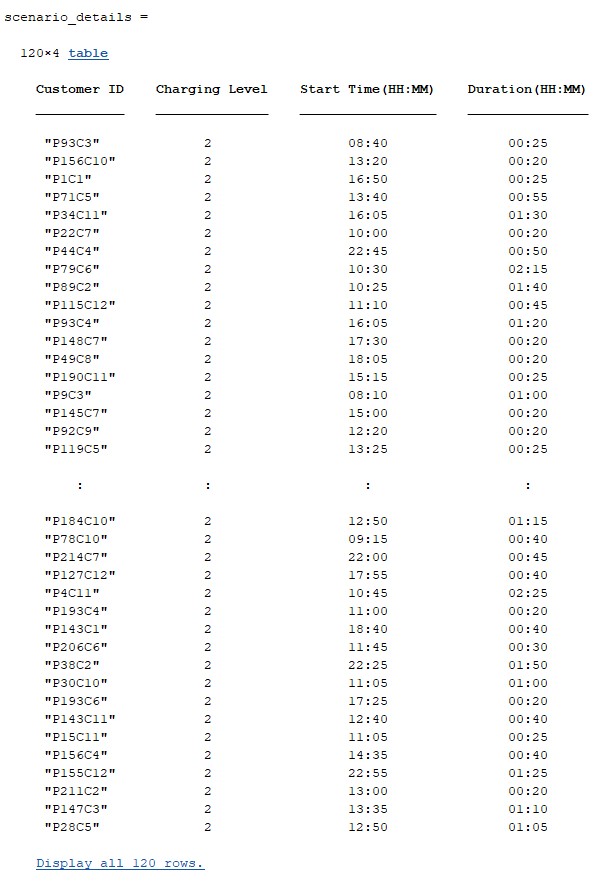 scenario_details =
120×4 table
Customer ID Charging Level Start Time(HH:MM) Duration(HH:MM)
"P93C3" 2 08:40 00:25
"P156C10" 2 13:20 00:20
"P1C1" 2 16:50 00:25
"P71C5" 2 13:40 00:55
"P34C11" 2 16:05 01:30
"P22C7" 2 10:00 00:20
"P44C4" 2 22:45 00:50
"P79C6" 2 10:30 02:15
"P89C2" 2 10:25 01:40
"P115C12" 2 11:10 00:45
"P93C4" 2 16:05 01:20
"P148C7" 2 17:30 00:20
"P49C8" 2 18:05 00:20
"P190C11" 2 15:15 00:25
"P9C3" 2 08:10 01:00
"P145C7" 2 15:00 00:20
"P92C9" 2 12:20 00:20
"P119C5" 2 13:25 00:25
: : : :
"P184C10" 2 12:50 01:15
"P78C10" 2 09:15 00:40
"P214C7" 2 22:00 00:45
"P127C12" 2 17:55 00:40
"P4C11" 2 10:45 02:25
"P193C4" 2 11:00 00:20
"P143C1" 2 18:40 00:40
"P206C6" 2 11:45 00:30
"P38C2" 2 22:25 01:50
"P30C10" 2 11:05 01:00
"P193C6" 2 17:25 00:20
"P143C11" 2 12:40 00:40
"P15C11" 2 11:05 00:25
"P156C4" 2 14:35 00:40
"P155C12" 2 22:55 01:25
"P211C2" 2 13:00 00:20
"P147C3" 2 13:35 01:10
"P28C5" 2 12:50 01:05
Display all 120 rows.